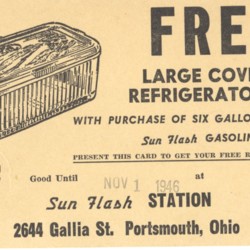 FRE
LARGE COV
REFRIGERATO
WITH PURCHASE OF SIX GALLO
Sun Flash GASOLIN
PRESENT THIS CARD TO GET YOUR FREE R
Good Until NOV 1 1946 at
Sun Flash STATION
2644 Gallia St. Portsmouth, Ohio